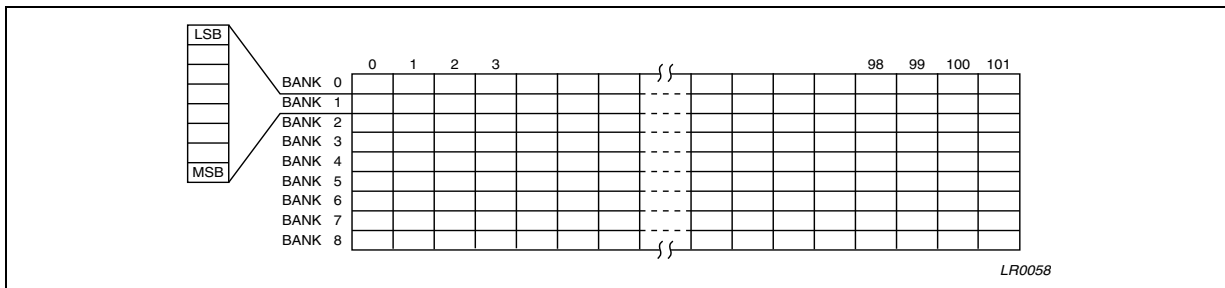 LSB
MSB
0 1 2 3 98 99 100 101
BANK 0
BANK 1
BANK 2
BANK 3
BANK 4
BANK 5
BANK 6
BANK 7
BANK 8
LR0058